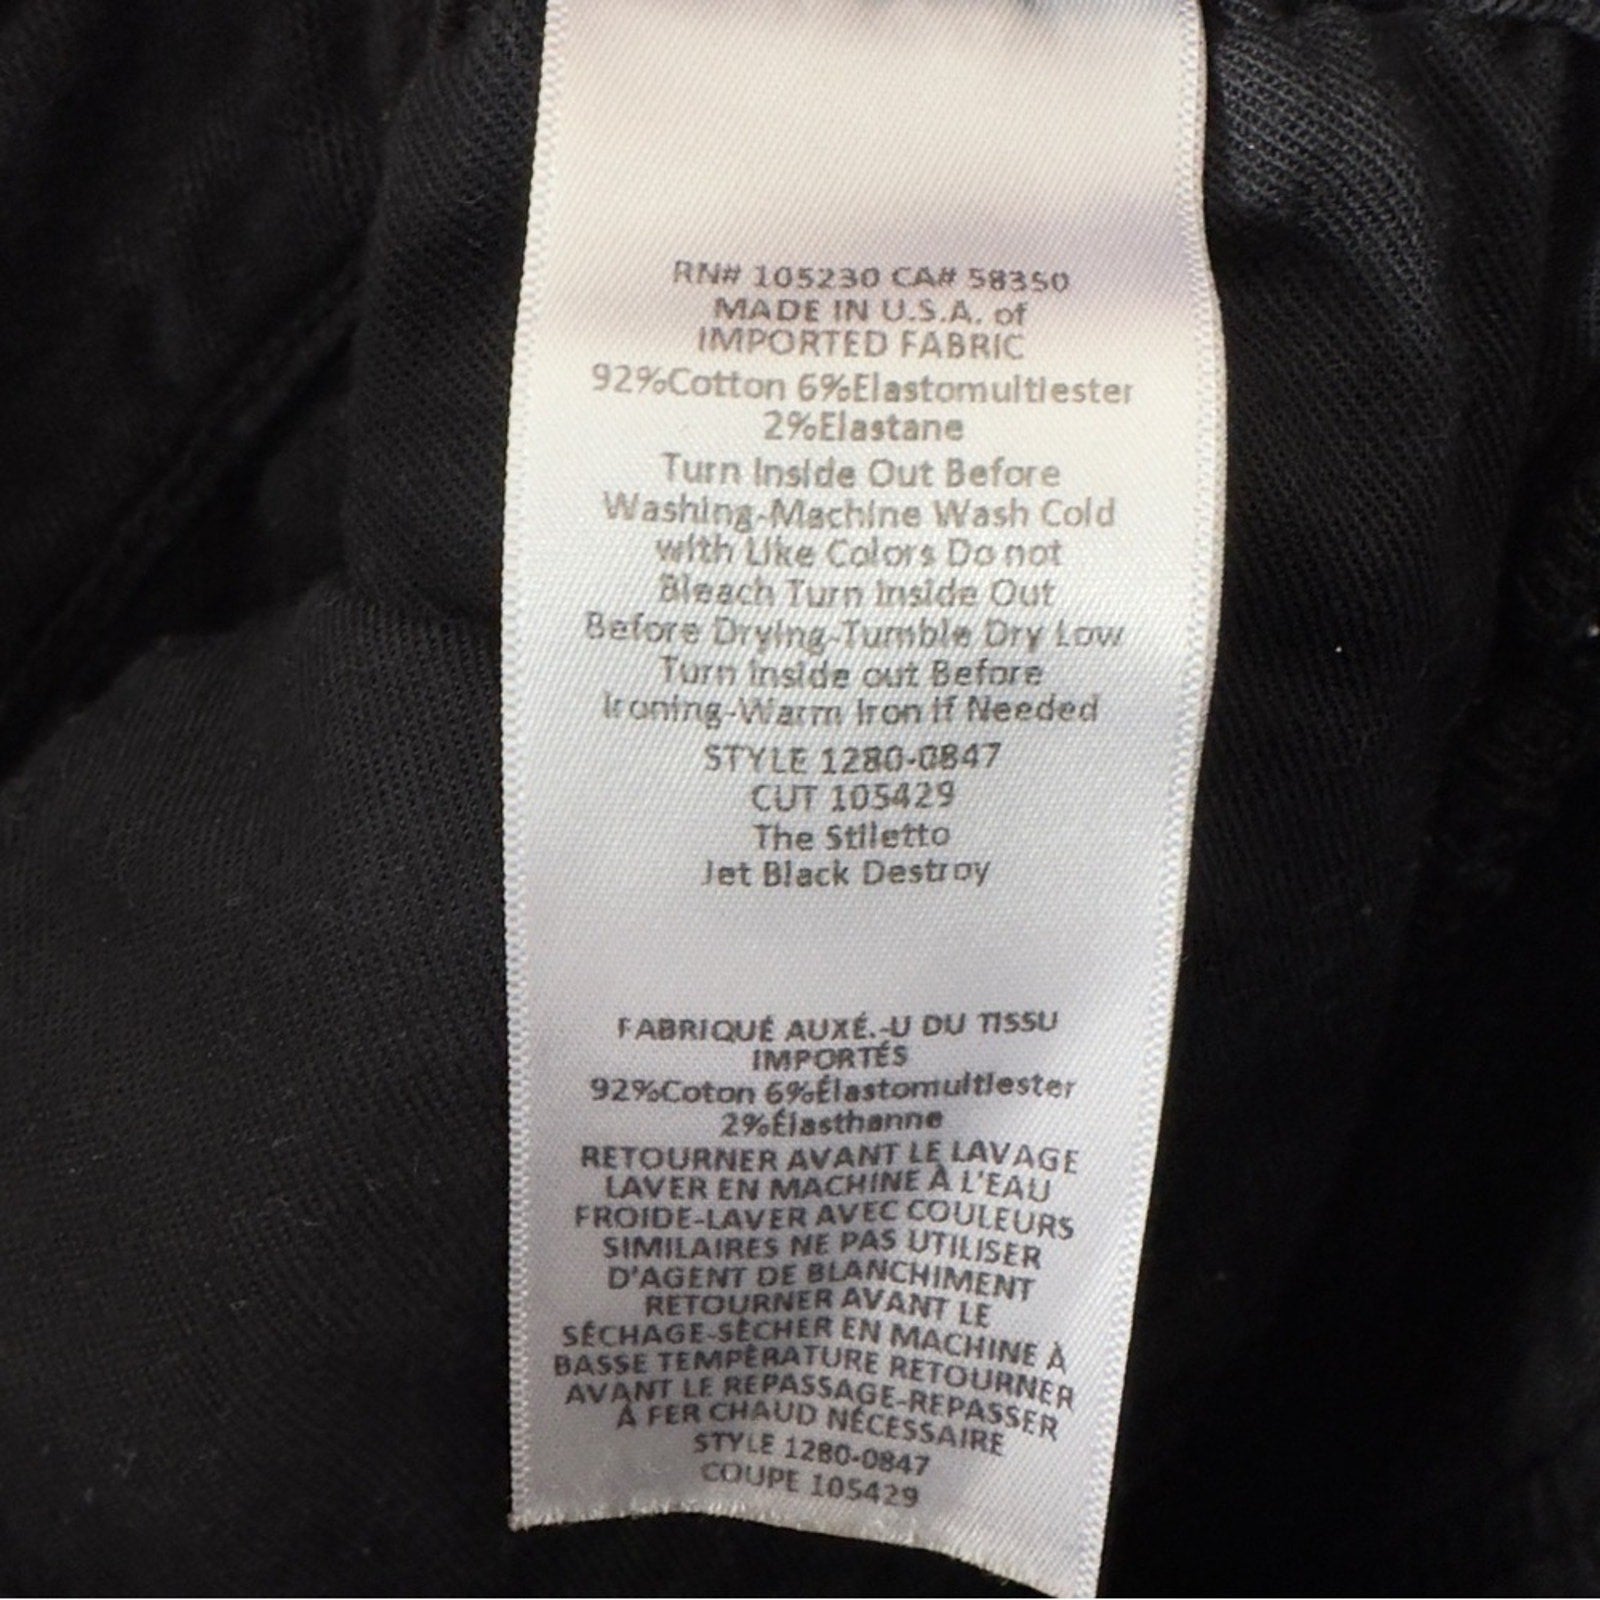 RN# 105230 CA# 58350
MADE IN U.S.A. of
IMPORTED FABRIC
92%Cotton 6%Elastomultiester
2%Elastane
Turn Inside Out Before
Washing-Machine Wash Cold
with Like Colors Do not
Bleach Turn Inside Out
Before Drying-Tumble Dry Low
Turn Inside out Before
Ironing-Warm Iron If Needed
STYLE 1280-0847
CUT 105429
The Stiletto
Jet Black Destroy
FABRIQUÉ AUXÉ.-U DU TISSU
IMPORTÉS
92%Coton 6%Élastomultiester
2%Élasthanne
RETOURNER AVANT LE LAVAGE
LAVER EN MACHINE À L'EAU
FROIDE-LAVER AVEC COULEURS
SIMILAIRES NE PAS UTILISER
D'AGENT DE BLANCHIMENT
RETOURNER AVANT LE
SÉCHAGE-SÉCHER EN MACHINE À
BASSE TEMPÉRATURE RETOURNER
AVANT LE REPASSAGE-REPASSER
À FER CHAUD NÉCESSAIRE
STYLE 1280-0847
COUPE 105429